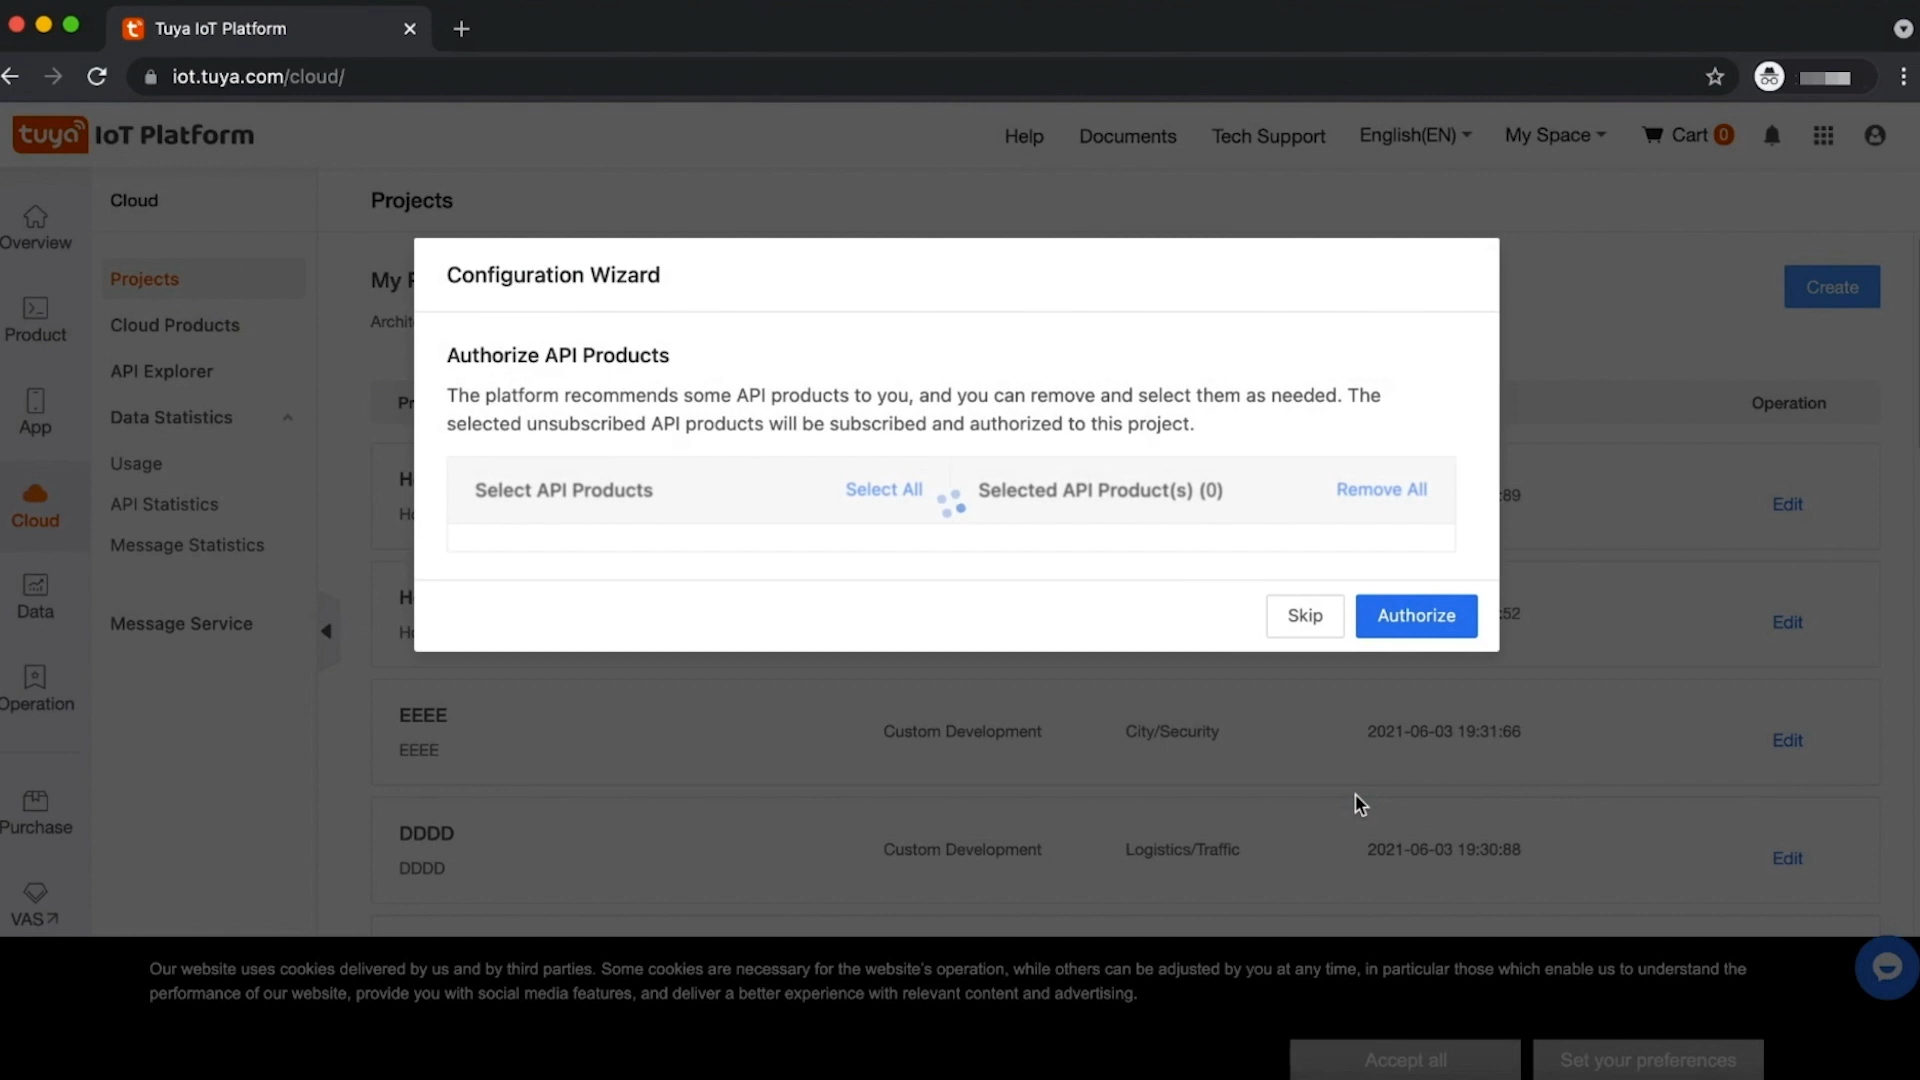 Tuya IoT Platform
iot.tuya.com/cloud/
tuya IoT Platform
Help
Documents
Tech Support
English(EN)
My Space
Cart 0
Overview
Product
App
Cloud
Data
Operation
Purchase
VAS
Cloud
Projects
Cloud Products
API Explorer
Data Statistics
Usage
API Statistics
Message Statistics
Message Service
Projects
My
Create
Operation
:89
Edit
:52
Edit
EEEE
EEEE
Custom Development
City/Security
2021-06-03 19:31:66
Edit
DDDD
DDDD
Custom Development
Logistics/Traffic
2021-06-03 19:30:88
Edit
Configuration Wizard
Authorize API Products
The platform recommends some API products to you, and you can remove and select them as needed. The
selected unsubscribed API products will be subscribed and authorized to this project.
Select API Products
Select All
Selected API Product(s) (0)
Remove All
Skip
Authorize
Our website uses cookies delivered by us and by third parties. Some cookies are necessary for the website's operation, while others can be adjusted by you at any time, in particular those which enable us to understand the
performance of our website, provide you with social media features, and deliver a better experience with relevant content and advertising.
Accept all
Set your preferences